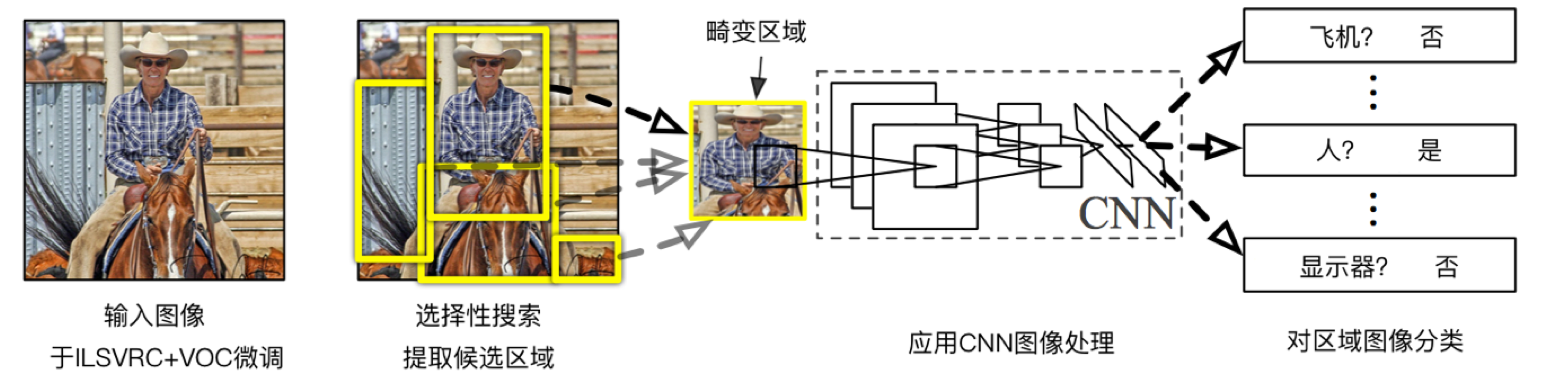 输入图像
于ILSVRC+VOC微调
选择性搜索
提取候选区域
畸变区域
CNN
应用CNN图像处理
飞机? 否
人? 是
显示器? 否
对区域图像分类